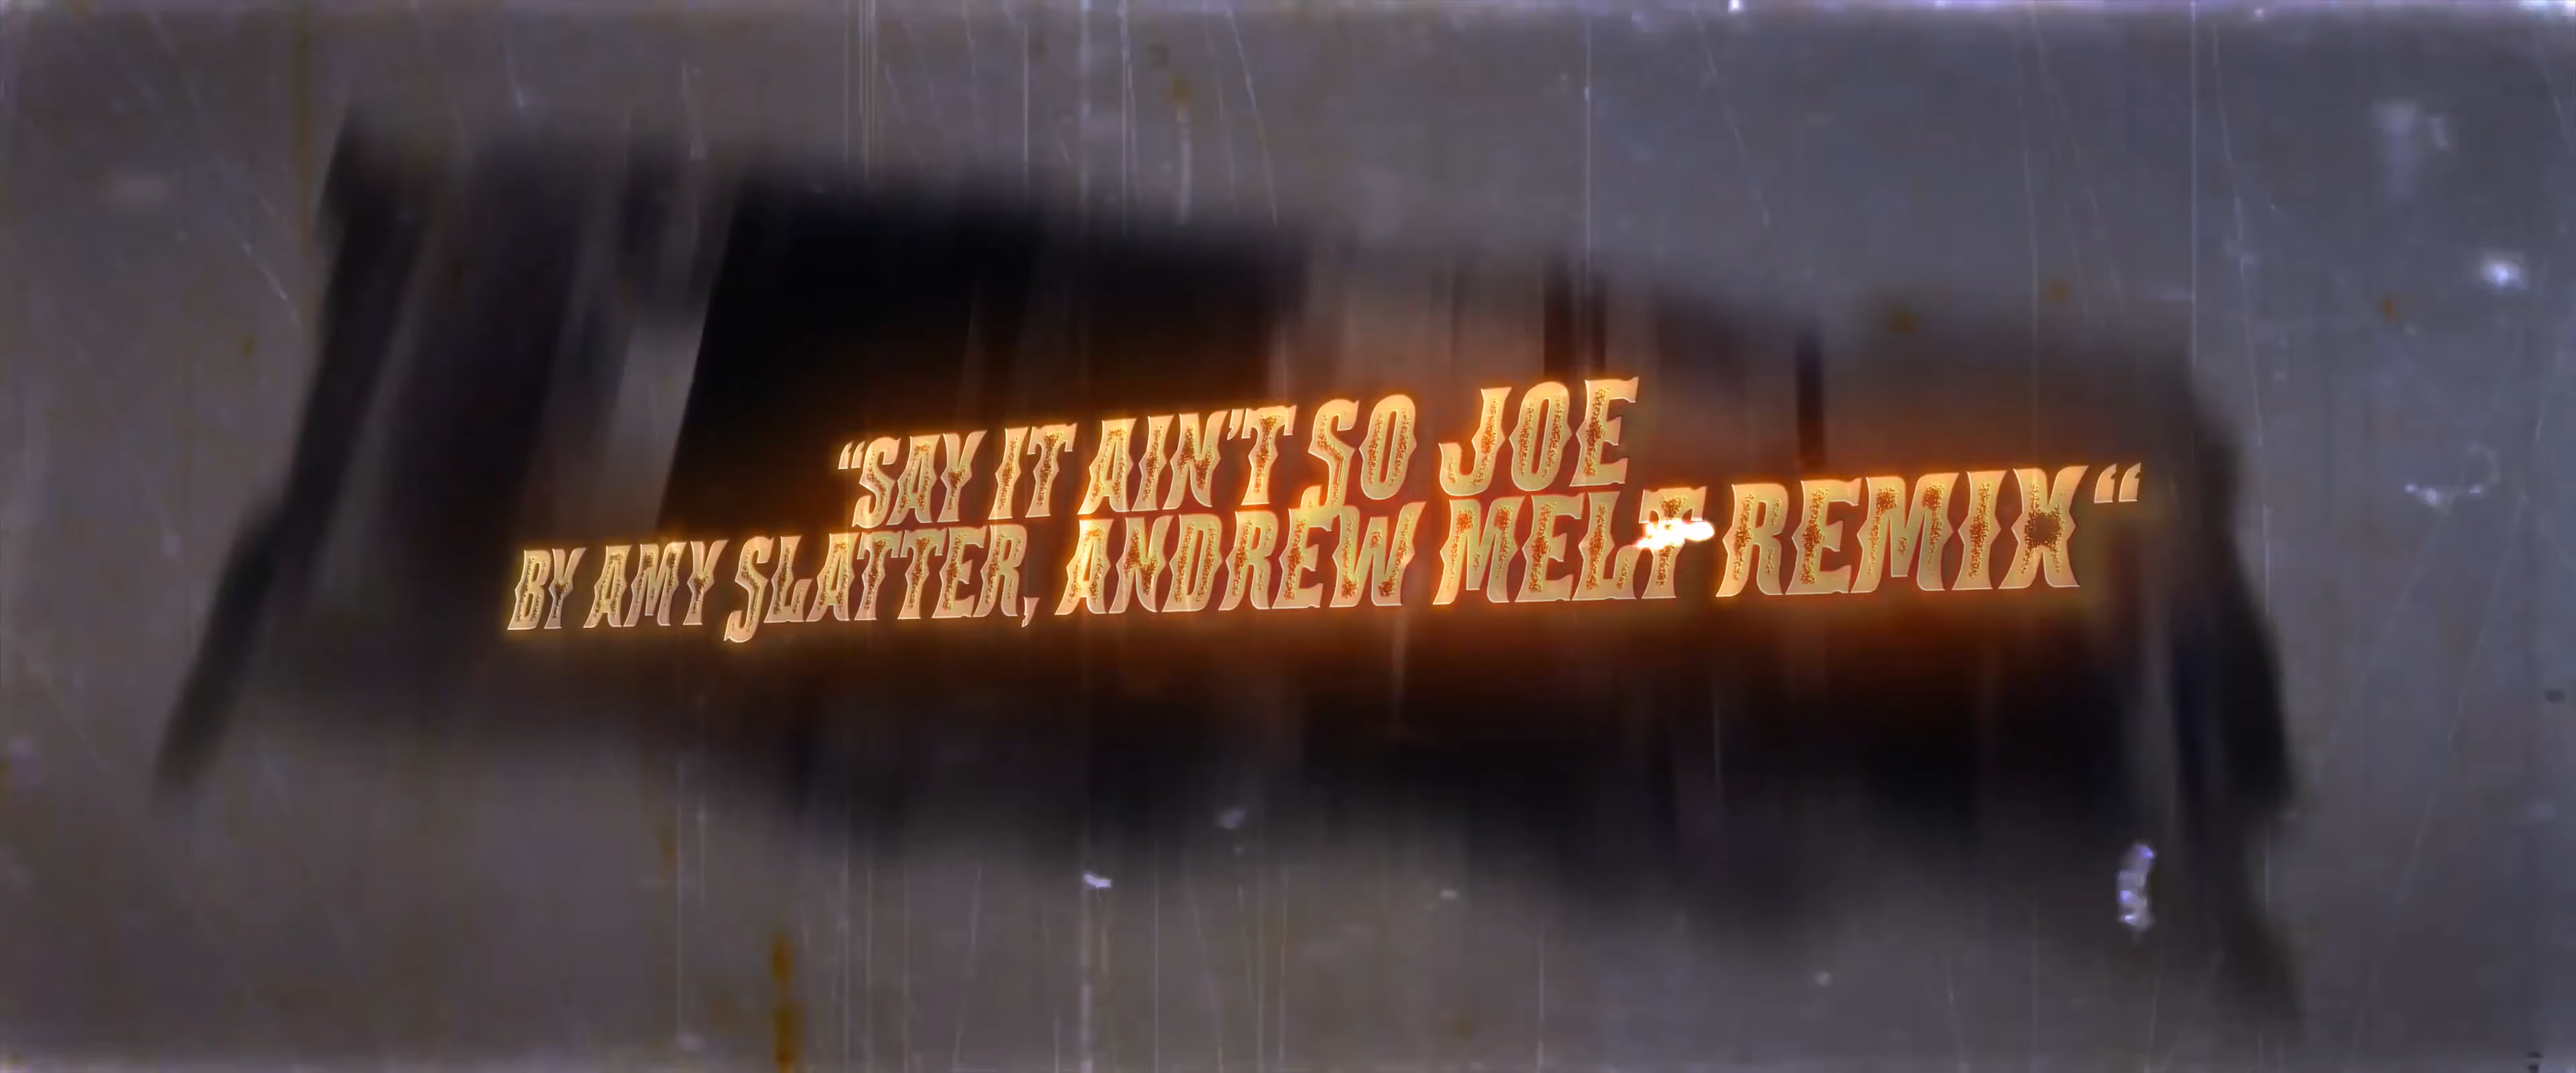 “SAY IT AIN’T SO JOE
BY AMY SLATTER, ANDREW MELT REMIX“